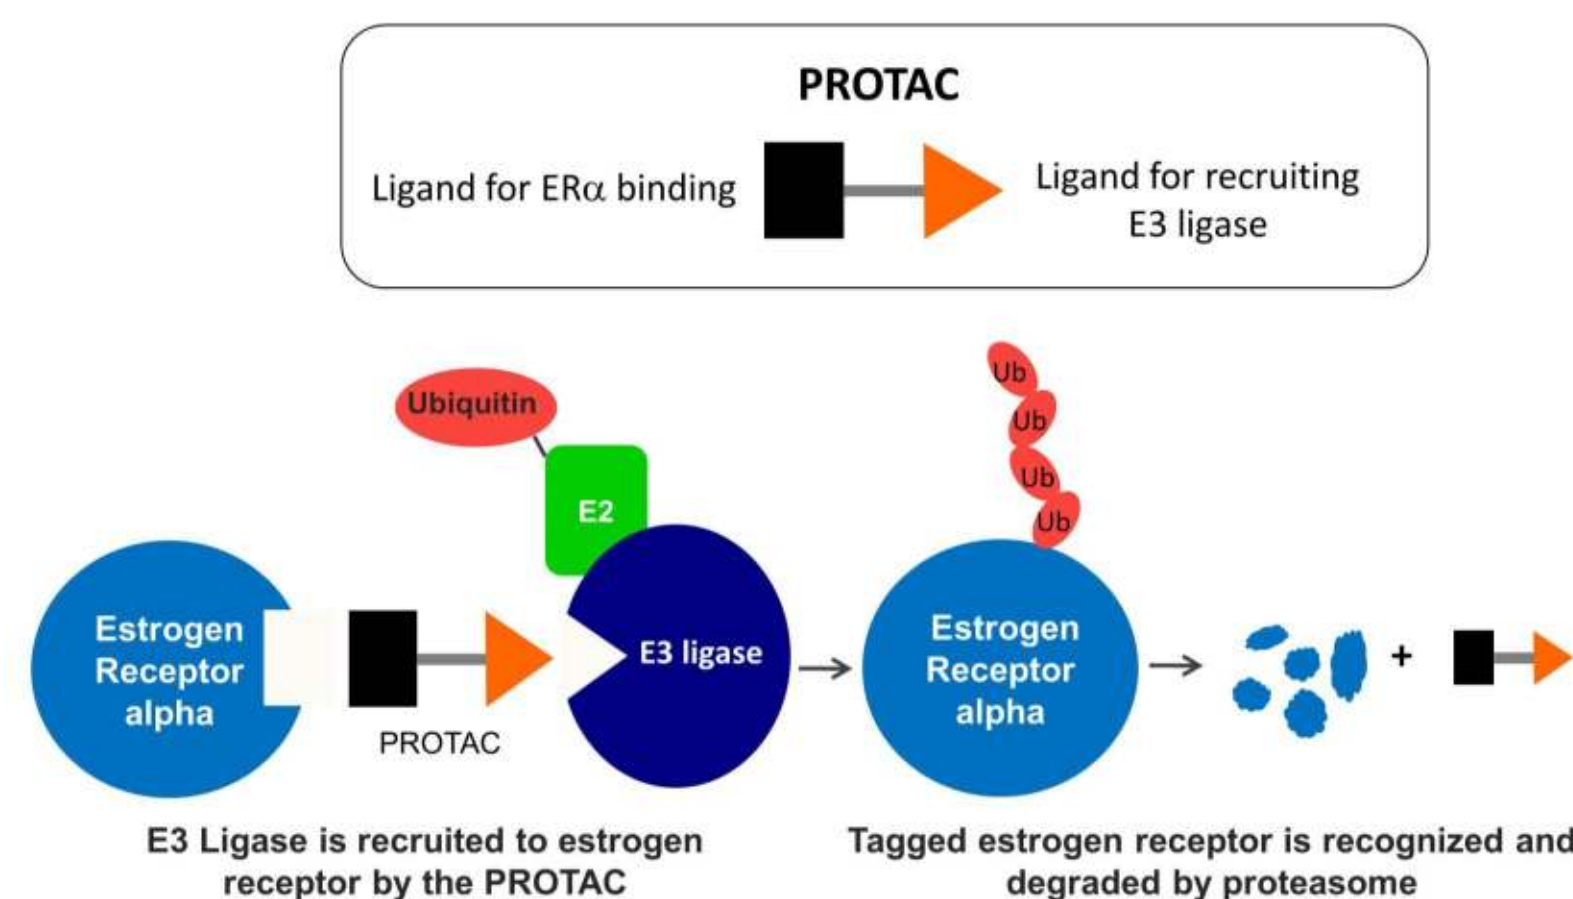 PROTAC
Ligand for ERα binding
Ligand for recruiting
E3 ligase
Ubiquitin
E2
Estrogen
Receptor
alpha
PROTAC
E3 ligase
Ub
Ub
Ub
Ub
Estrogen
Receptor
alpha
+
E3 Ligase is recruited to estrogen
receptor by the PROTAC
Tagged estrogen receptor is recognized and
degraded by proteasome